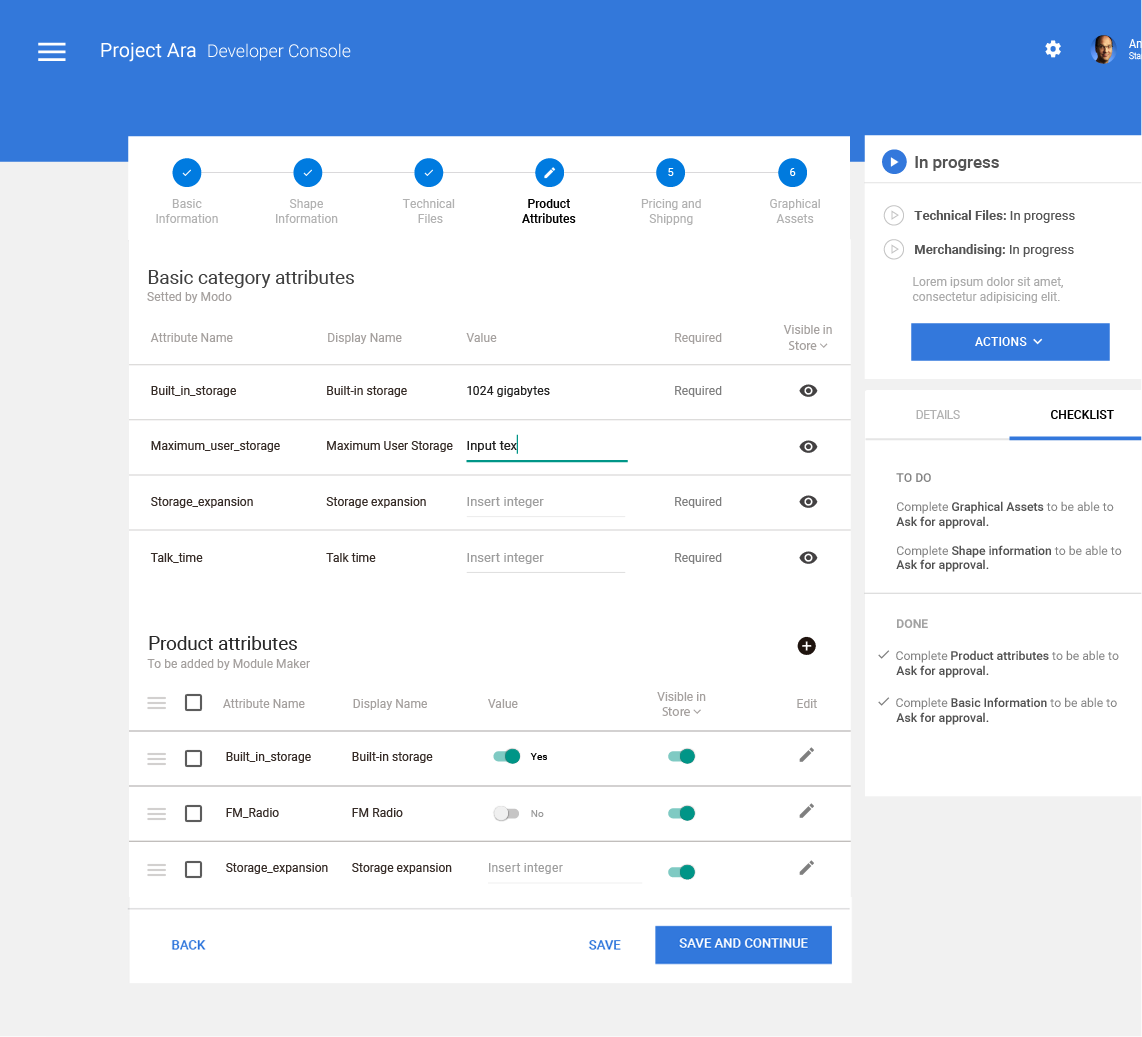 Project Ara Developer Console
An
Sta
5
6
Basic
Information
Shape
Information
Technical
Files
Product
Attributes
Pricing and
Shippng
Graphical
Assets
Basic category attributes
Setted by Modo
Attribute Name Display Name Value Required Visible in
Store
Built_in_storage Built-in storage 1024 gigabytes Required
Maximum_user_storage Maximum User Storage Input tex
Storage_expansion Storage expansion Insert integer Required
Talk_time Talk time Insert integer Required
Product attributes
To be added by Module Maker
Attribute Name Display Name Value Visible in
Store
Edit
Built_in_storage Built-in storage Yes
FM_Radio FM Radio No
Storage_expansion Storage expansion Insert integer
BACK SAVE SAVE AND CONTINUE
In progress
Technical Files: In progress
Merchandising: In progress
Lorem ipsum dolor sit amet,
consectetur adipisicing elit.
ACTIONS
DETAILS CHECKLIST
TO DO
Complete Graphical Assets to be able to
Ask for approval.
Complete Shape information to be able to
Ask for approval.
DONE
Complete Product attributes to be able to
Ask for approval.
Complete Basic Information to be able to
Ask for approval.